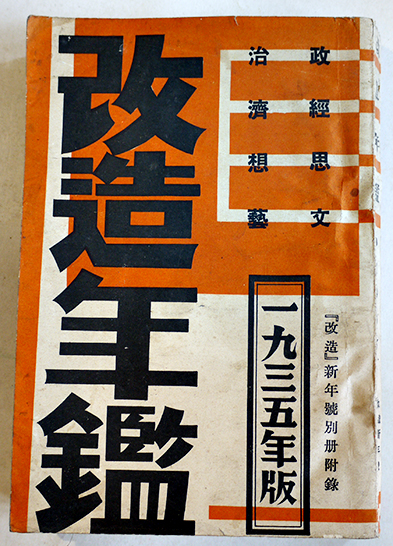 改造年鑑
政治
經濟
思想
文藝
一九三五年版
『改造』新年號別册附錄